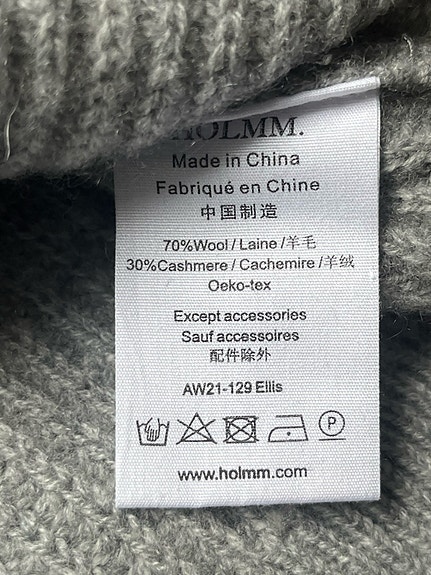 HOLMM.
Made in China
Fabriqué en Chine
中国制造
70%Wool / Laine /羊毛
30%Cashmere / Cachemire /羊绒
Oeko-tex
Except accessories
Sauf accessoires
配件除外
AW21-129 Ellis
P
www.holmm.com